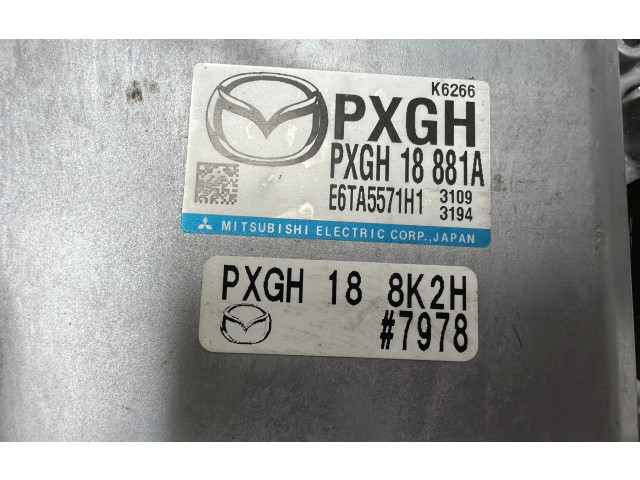 K6266
PXGH
PXGH 18 881A
E6TA5571H1 3109
3194
MITSUBISHI ELECTRIC CORP., JAPAN
PXGH 18 8K2H
#7978